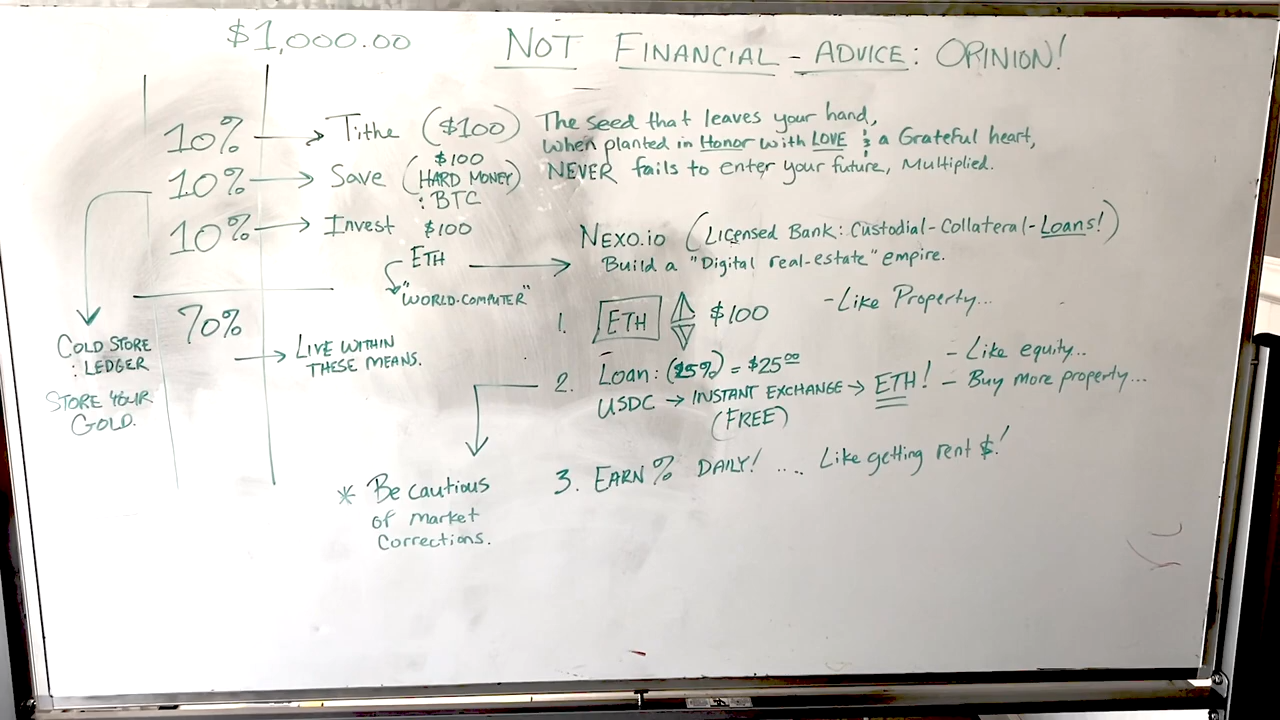 $1,000.00
NOT FINANCIAL - ADVICE: OPINION!
10% → Tithe ($100)
The seed that leaves your hand,
when planted in Honor with LOVE & a Grateful heart,
NEVER fails to enter your future, Multiplied.
10% → Save ($100
HARD MONEY)
: BTC
10% → Invest $100
ETH
"WORLD-COMPUTER"
NEXO.io (LICENSED BANK: Custodial-Collateral-Loans!)
Build a "Digital real-estate" empire.
70%
→ LIVE WITHIN
THESE MEANS.
COLD STORE
: LEDGER
STORE YOUR
GOLD.
1. ETH $100 -Like Property...
2. Loan: (25%) = $25.00 - Like equity...
USDC → INSTANT EXCHANGE → ETH! - Buy more property...
(FREE)
* Be cautious
of market
corrections.
3. EARN % DAILY! .... Like getting rent $!